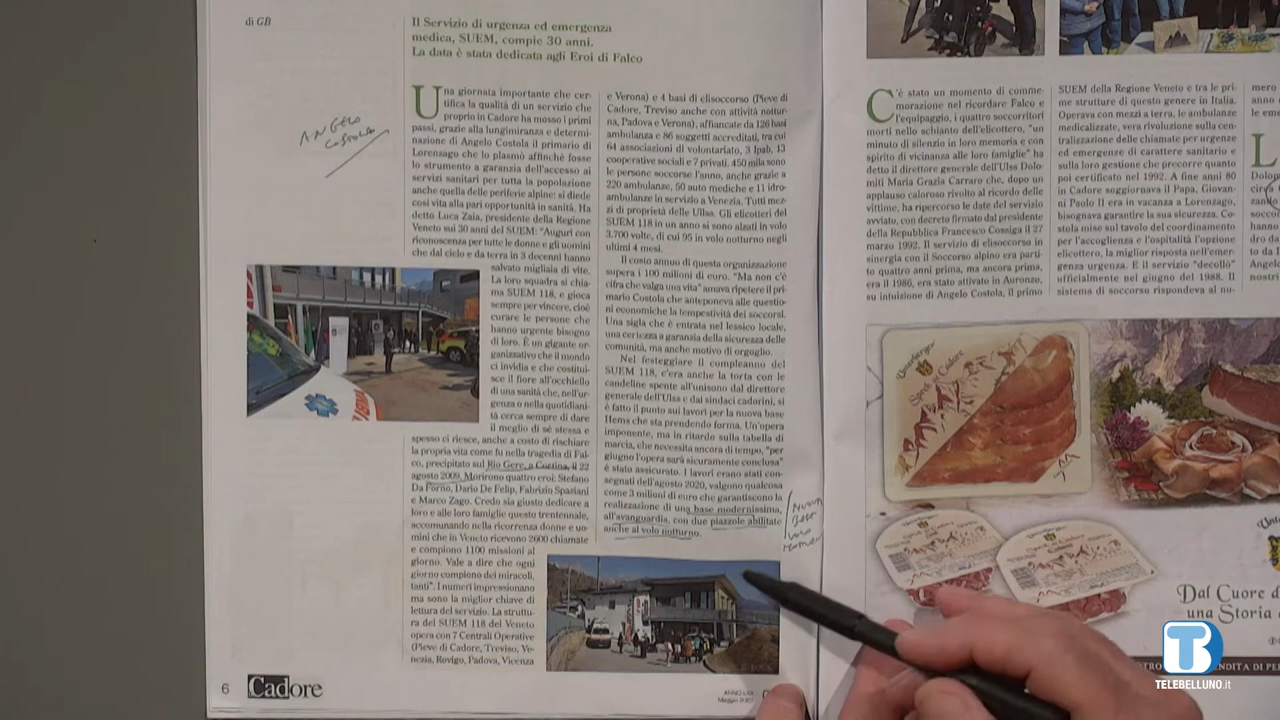 di GB
Il Servizio di urgenza ed emergenza
medica, SUEM, compie 30 anni.
La data è stata dedicata agli Eroi di Falco
ANGELO
COSTOLA
Una giornata importante che cer-
tifica la qualità di un servizio che
proprio in Cadore ha mosso i primi
passi, grazie alla lungimiranza e determi-
nazione di Angelo Costola il primario di
Lorenzago che lo plasmò affinché fosse
lo strumento a garanzia dell'accesso ai
servizi sanitari per tutta la popolazione
anche quella delle periferie alpine: si diede
così vita alla pari opportunità in sanità. Ha
detto Luca Zaia, presidente della Regione
Veneto sui 30 anni del SUEM: "Auguri con
riconoscenza per tutte le donne e gli uomini
che dal cielo e da terra in 3 decenni hanno
salvato migliaia di vite.
La loro squadra si chia-
ma SUEM 118, e gioca
sempre per vincere, cioè
curare le persone che
hanno urgente bisogno
di loro. È un gigante or-
ganizzativo che il mondo
ci invidia e che costitui-
sce il fiore all'occhiello
di una sanità che, nell'ur-
genza o nella quotidiani-
tà cerca sempre di dare
il meglio di sé stessa e
spesso ci riesce, anche a costo di rischiare
la propria vita come fu nella tragedia di Fal-
co, precipitato sul Rio Gere, a Cortina, il 22
agosto 2009. Morirono quattro eroi: Stefano
Da Forno, Dario De Felip, Fabrizio Spaziani
e Marco Zago. Credo sia giusto dedicare a
loro e alle loro famiglie questo trentennale,
accomunando nella ricorrenza donne e uo-
mini che in Veneto ricevono 2600 chiamate
e compiono 1100 missioni al
giorno. Vale a dire che ogni
giorno compiono dei miracoli,
tanti". I numeri impressionano
ma sono la miglior chiave di
lettura del servizio. La struttu-
ra del SUEM 118 del Veneto
opera con 7 Centrali Operative
(Pieve di Cadore, Treviso, Ve-
nezia, Rovigo, Padova, Vicenza
e Verona) e 4 basi di elisoccorso (Pieve di
Cadore, Treviso anche con attività nottur-
na, Padova e Verona), affiancate da 126 basi
ambulanza e 86 soggetti accreditati, tra cui
64 associazioni di volontariato, 3 Ipab, 13
cooperative sociali e 7 privati. 450 mila sono
le persone soccorse l'anno, anche grazie a
220 ambulanze, 50 auto mediche e 11 idro-
ambulanze in servizio a Venezia. Tutti mez-
zi di proprietà delle Ullss. Gli elicotteri del
SUEM 118 in un anno si sono alzati in volo
3.700 volte, di cui 95 in volo notturno negli
ultimi 4 mesi.
Il costo annuo di questa organizzazione
supera i 100 milioni di euro. "Ma non c'è
cifra che valga una vita" amava ripetere il pri-
mario Costola che anteponeva alle questio-
ni economiche la tempestività dei soccorsi.
Una sigla che è entrata nel lessico locale,
una certezza a garanzia della sicurezza delle
comunità, ma anche motivo di orgoglio.
Nel festeggiare il compleanno del
SUEM 118, c'era anche la torta con le
candeline spente all'unisono dal direttore
generale dell'Ulss e dai sindaci cadorini, si
è fatto il punto sui lavori per la nuova base
Hems che sta prendendo forma. Un'opera
imponente, ma in ritardo sulla tabella di
marcia, che necessita ancora di tempo, "per
giugno l'opera sarà sicuramente conclusa"
è stato assicurato. I lavori erano stati con-
segnati dell'agosto 2020, valgono qualcosa
come 3 milioni di euro che garantiscono la
realizzazione di una base modernissima,
all'avanguardia, con due piazzole abilitate
anche al volo notturno.
NUOVA
BASE
VOLO
6
Cadore
C'è stato un momento di comme-
morazione nel ricordare Falco e
l'equipaggio, i quattro soccorritori
morti nello schianto dell'elicottero, "un
minuto di silenzio in loro memoria e con
spirito di vicinanza alle loro famiglie" ha
detto il direttore generale dell'Ulss Dolo-
miti Maria Grazia Carraro che, dopo un
applauso caloroso rivolto al ricordo delle
vittime, ha ripercorso le date del servizio
avviato, con decreto firmato dal presidente
della Repubblica Francesco Cossiga il 27
marzo 1992. Il servizio di elisoccorso in
sinergia con il Soccorso alpino era parti-
to quattro anni prima, ma ancora prima,
era il 1986, era stato attivato in Auronzo,
su intuizione di Angelo Costola, il primo
SUEM della Regione Veneto e tra le pri-
me strutture di questo genere in Italia.
Operava con mezzi a terra, le ambulanze
medicalizzate, vera rivoluzione sulla cen-
tralizzazione delle chiamate per urgenze
ed emergenze di carattere sanitario e
sulla loro gestione che precorre quanto
poi certificato nel 1992. A fine anni 80
in Cadore soggiornava il Papa, Giovan-
ni Paolo II era in vacanza a Lorenzago,
bisognava garantire la sua sicurezza. Co-
stola mise sul tavolo del coordinamento
per l'accoglienza e l'ospitalità l'opzione
elicottero, la miglior risposta nell'emer-
genza urgenza. E il servizio "decollò"
ufficialmente nel giugno del 1988. Il
sistema di soccorso rispondeva al nu-
mero
anno
le em
Dolon
circa
zando
soccor
hanno
dro da
to da l
Angelo
nostri
Unterberger
Speck Cadore
Dal Cuore d
una Storia
NDITA DI PE
TELEBELLUNO.it